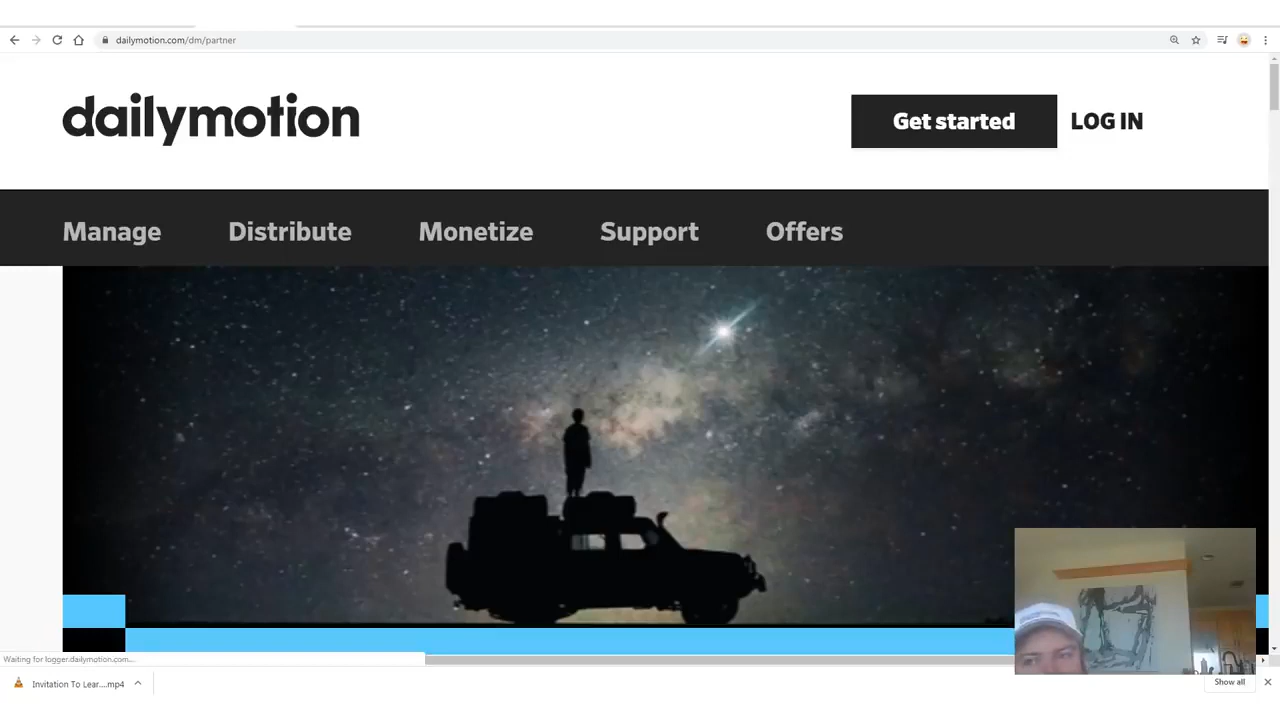 dailymotion.com/dm/partner
dailymotion
Get started
LOG IN
Manage
Distribute
Monetize
Support
Offers
Waiting for logger.dailymotion.com...
Invitation To Lear....mp4
Show all